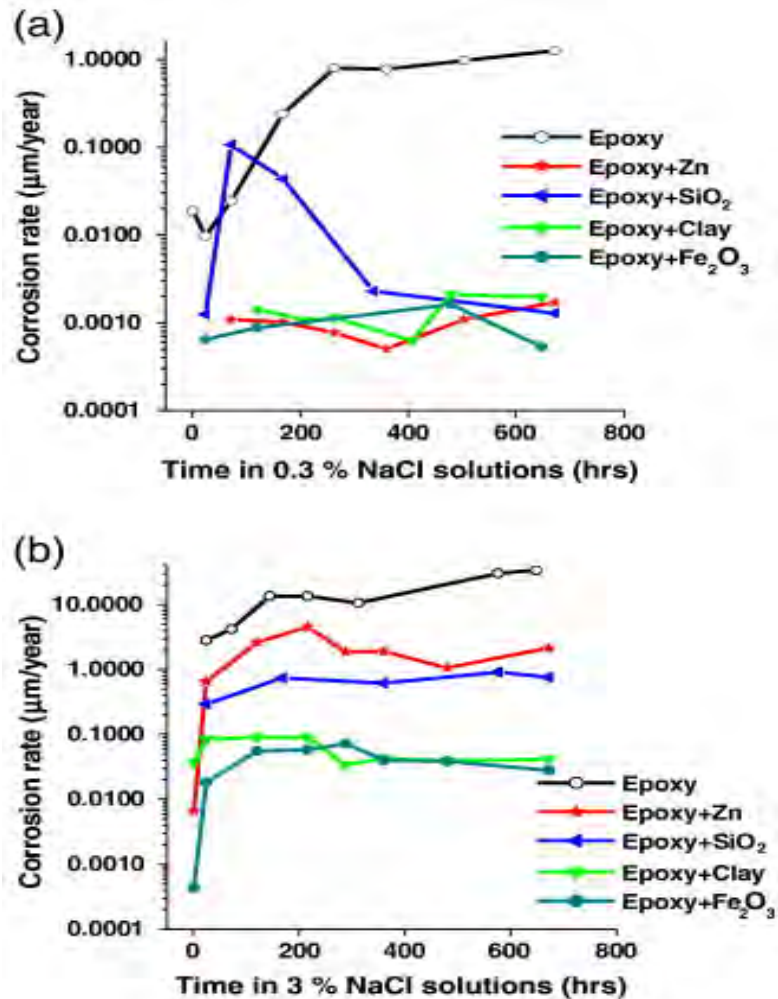 (a)
Corrosion rate (μm/year)
1.0000
0.1000
0.0100
0.0010
0.0001
Epoxy
Epoxy+Zn
Epoxy+SiO₂
Epoxy+Clay
Epoxy+Fe₂O₃
0 200 400 600 800
Time in 0.3 % NaCl solutions (hrs)
(b)
Corrosion rate (μm/year)
10.0000
1.0000
0.1000
0.0100
0.0010
0.0001
Epoxy
Epoxy+Zn
Epoxy+SiO₂
Epoxy+Clay
Epoxy+Fe₂O₃
0 200 400 600 800
Time in 3 % NaCl solutions (hrs)